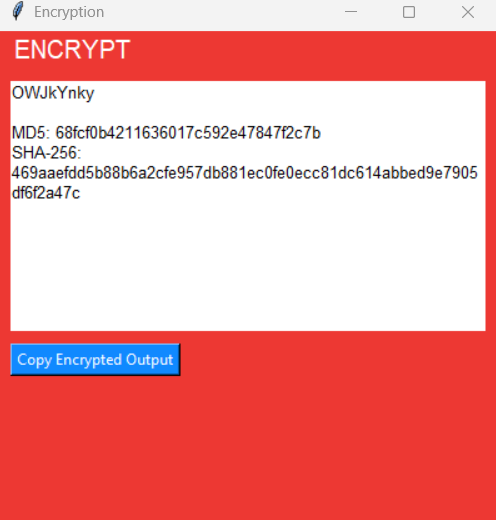 Encryption
ENCRYPT
OWJkYnky
MD5: 68fcf0b4211636017c592e47847f2c7b
SHA-256:
469aaefdd5b88b6a2cfe957db881ec0fe0ecc81dc614abbed9e7905
df6f2a47c
Copy Encrypted Output